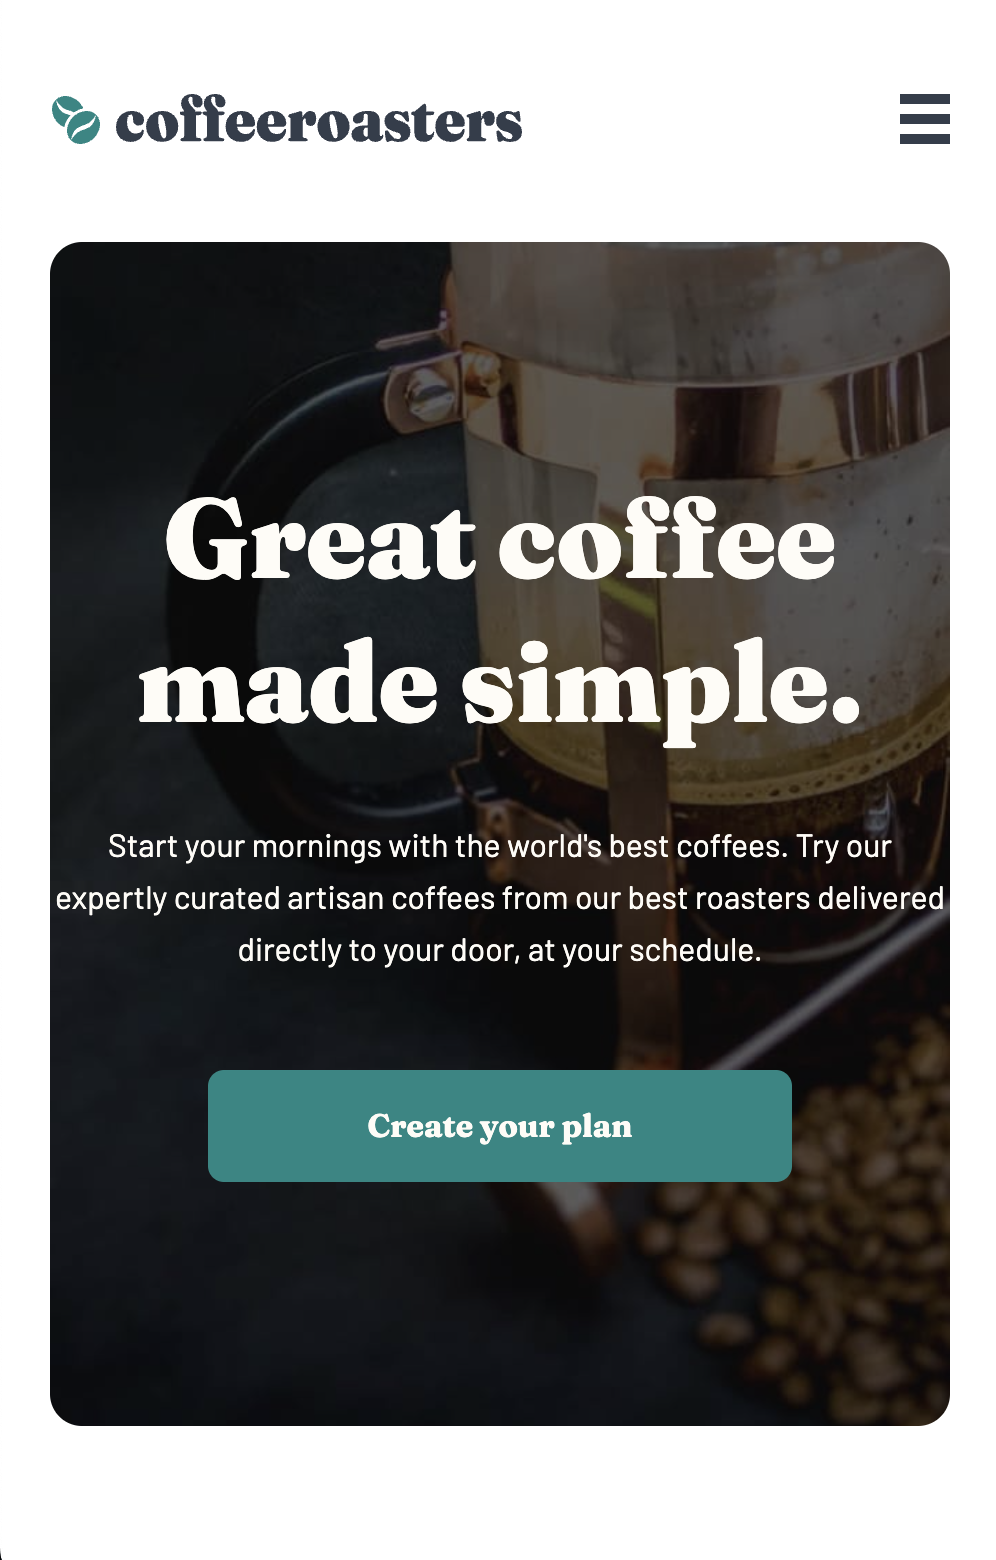 coffeeroasters
Great coffee
made simple.
Start your mornings with the world's best coffees. Try our
expertly curated artisan coffees from our best roasters delivered
directly to your door, at your schedule.
Create your plan